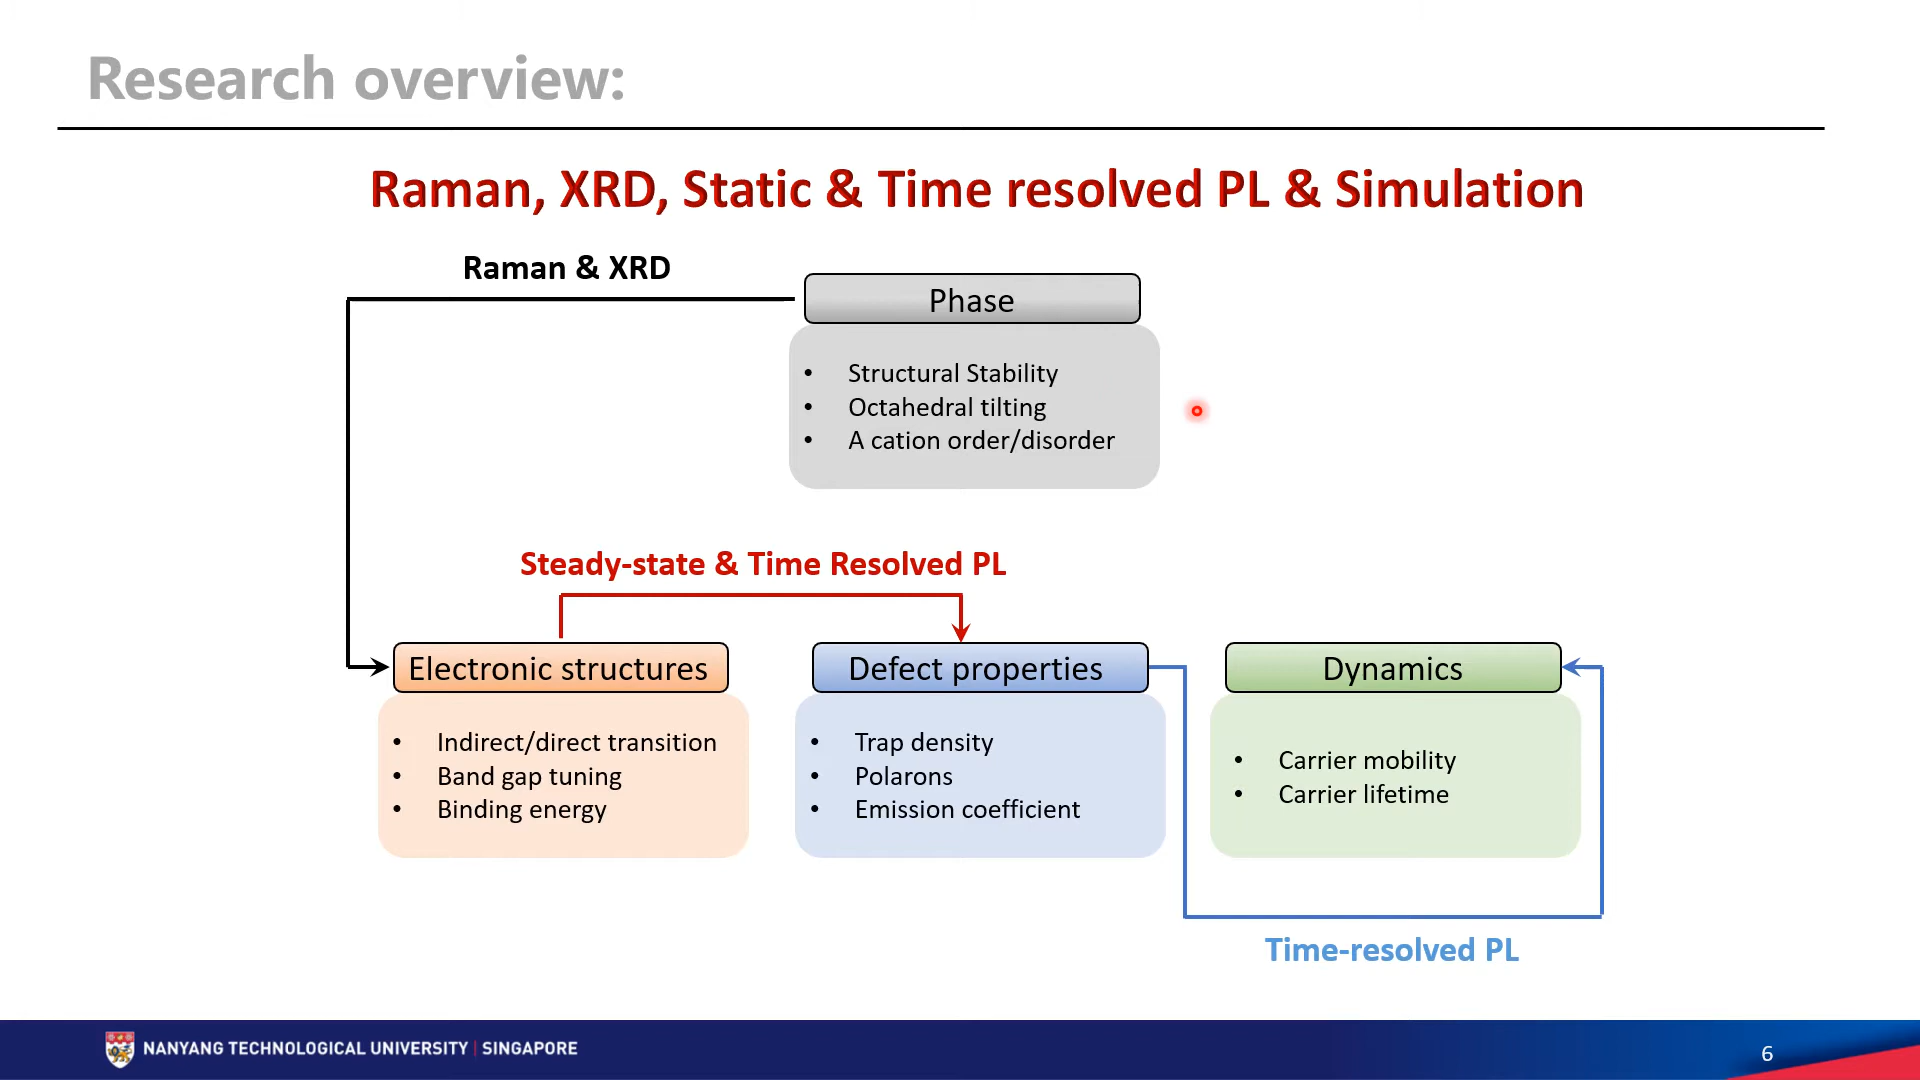 Research overview:
Raman, XRD, Static & Time resolved PL & Simulation
Raman & XRD
Phase
• Structural Stability
• Octahedral tilting
• A cation order/disorder
Steady-state & Time Resolved PL
Electronic structures
• Indirect/direct transition
• Band gap tuning
• Binding energy
Defect properties
• Trap density
• Polarons
• Emission coefficient
Dynamics
• Carrier mobility
• Carrier lifetime
Time-resolved PL
NANYANG TECHNOLOGICAL UNIVERSITY | SINGAPORE
6